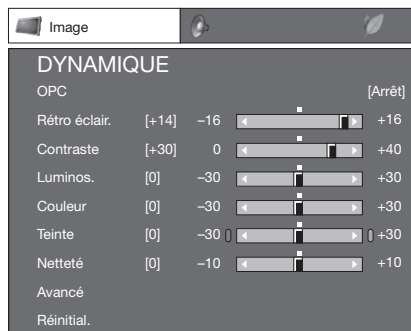 Image
DYNAMIQUE
OPC [Arrêt]
Rétro éclair. [+14] –16 +16
Contraste [+30] 0 +40
Luminos. [0] –30 +30
Couleur [0] –30 +30
Teinte [0] –30 +30
Netteté [0] –10 +10
Avancé
Réinitial.